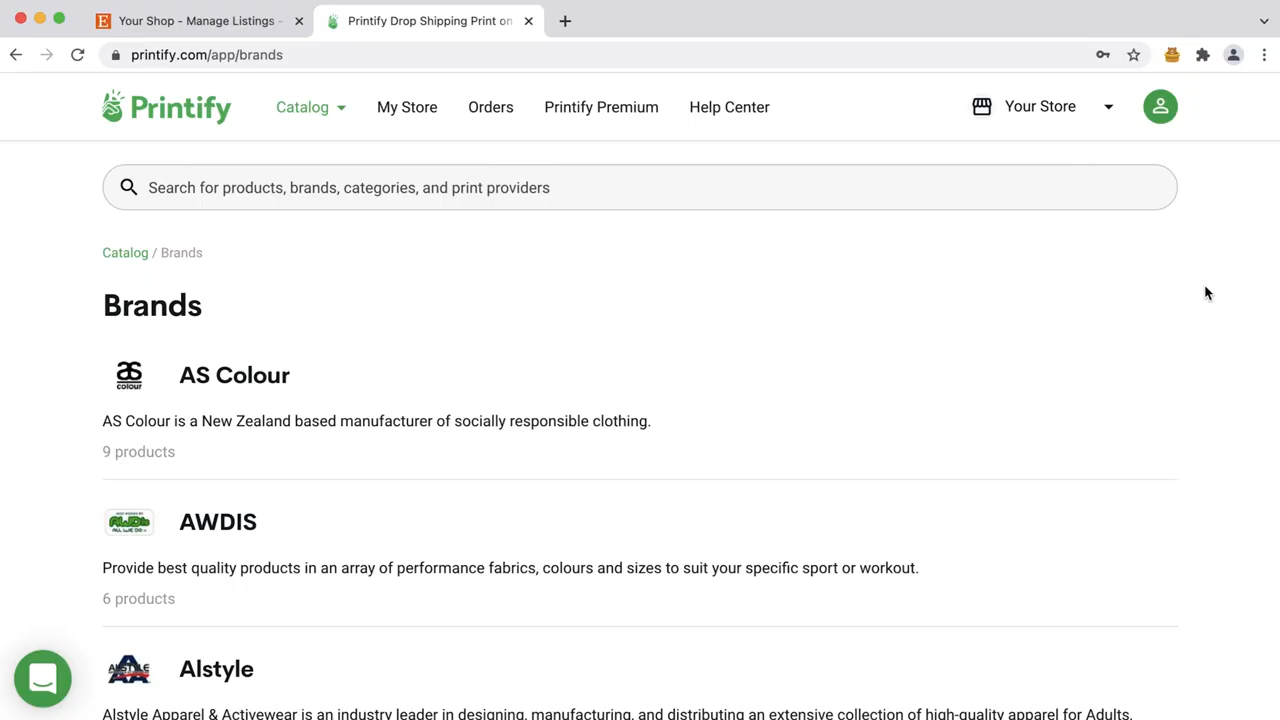 Your Shop - Manage Listings -
Printify Drop Shipping Print on
printify.com/app/brands
Printify
Catalog
My Store
Orders
Printify Premium
Help Center
Your Store
Search for products, brands, categories, and print providers
Catalog / Brands
Brands
as colour
AS Colour
AS Colour is a New Zealand based manufacturer of socially responsible clothing.
9 products
AWDis
AWDIS
Provide best quality products in an array of performance fabrics, colours and sizes to suit your specific sport or workout.
6 products
ALSTYLE
Alstyle
Alstyle Apparel & Activewear is an industry leader in designing, manufacturing, and distributing an extensive collection of high-quality apparel for Adults,